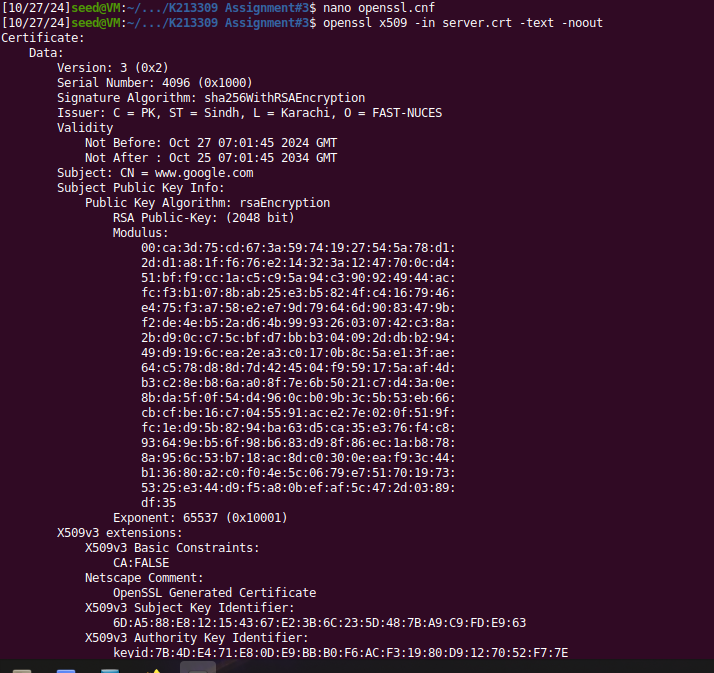 [10/27/24]seed@VM:~/.../K213309 Assignment#3$ nano openssl.cnf
[10/27/24]seed@VM:~/.../K213309 Assignment#3$ openssl x509 -in server.crt -text -noout
Certificate:
    Data:
        Version: 3 (0x2)
        Serial Number: 4096 (0x1000)
        Signature Algorithm: sha256WithRSAEncryption
        Issuer: C = PK, ST = Sindh, L = Karachi, O = FAST-NUCES
        Validity
            Not Before: Oct 27 07:01:45 2024 GMT
            Not After : Oct 25 07:01:45 2034 GMT
        Subject: CN = www.google.com
        Subject Public Key Info:
            Public Key Algorithm: rsaEncryption
                RSA Public-Key: (2048 bit)
                Modulus:
                    00:ca:3d:75:cd:67:3a:59:74:19:27:54:5a:78:d1:
                    2d:d1:a8:1f:f6:76:e2:14:32:3a:12:47:70:0c:d4:
                    51:bf:f9:cc:1a:c5:c9:5a:94:c3:90:92:49:44:ac:
                    fc:f3:b1:07:8b:ab:25:e3:b5:82:4f:c4:16:79:46:
                    e4:75:f3:a7:58:e2:e7:9d:79:64:6d:90:83:47:9b:
                    f2:de:4e:b5:2a:d6:4b:99:93:26:03:07:42:c3:8a:
                    2b:d9:0c:c7:5c:bf:d7:bb:b3:04:09:2d:db:b2:94:
                    49:d9:19:6c:ea:2e:a3:c0:17:0b:8c:5a:e1:3f:ae:
                    64:c5:78:d8:8d:7d:42:45:04:f9:59:17:5a:af:4d:
                    b3:c2:8e:b8:6a:a0:8f:7e:6b:50:21:c7:d4:3a:0e:
                    8b:da:5f:0f:54:d4:96:0c:b0:9b:3c:5b:53:eb:66:
                    cb:cf:be:16:c7:04:55:91:ac:e2:7e:02:0f:51:9f:
                    fc:1e:d9:5b:82:94:ba:63:d5:ca:35:e3:76:f4:c8:
                    93:64:9e:b5:6f:98:b6:83:d9:8f:86:ec:1a:b8:78:
                    8a:95:6c:53:b7:18:ac:8d:c0:30:0e:ea:f9:3c:44:
                    b1:36:80:a2:c0:f0:4e:5c:06:79:e7:51:70:19:73:
                    53:25:e3:44:d9:f5:a8:0b:ef:af:5c:47:2d:03:89:
                    df:35
                Exponent: 65537 (0x10001)
        X509v3 extensions:
            X509v3 Basic Constraints:
                CA:FALSE
            Netscape Comment:
                OpenSSL Generated Certificate
            X509v3 Subject Key Identifier:
                6D:A5:88:E8:12:15:43:67:E2:3B:6C:23:5D:48:7B:A9:C9:FD:E9:63
            X509v3 Authority Key Identifier:
                keyid:7B:4D:E4:71:E8:0D:E9:BB:B0:F6:AC:F3:19:80:D9:12:70:52:F7:7E